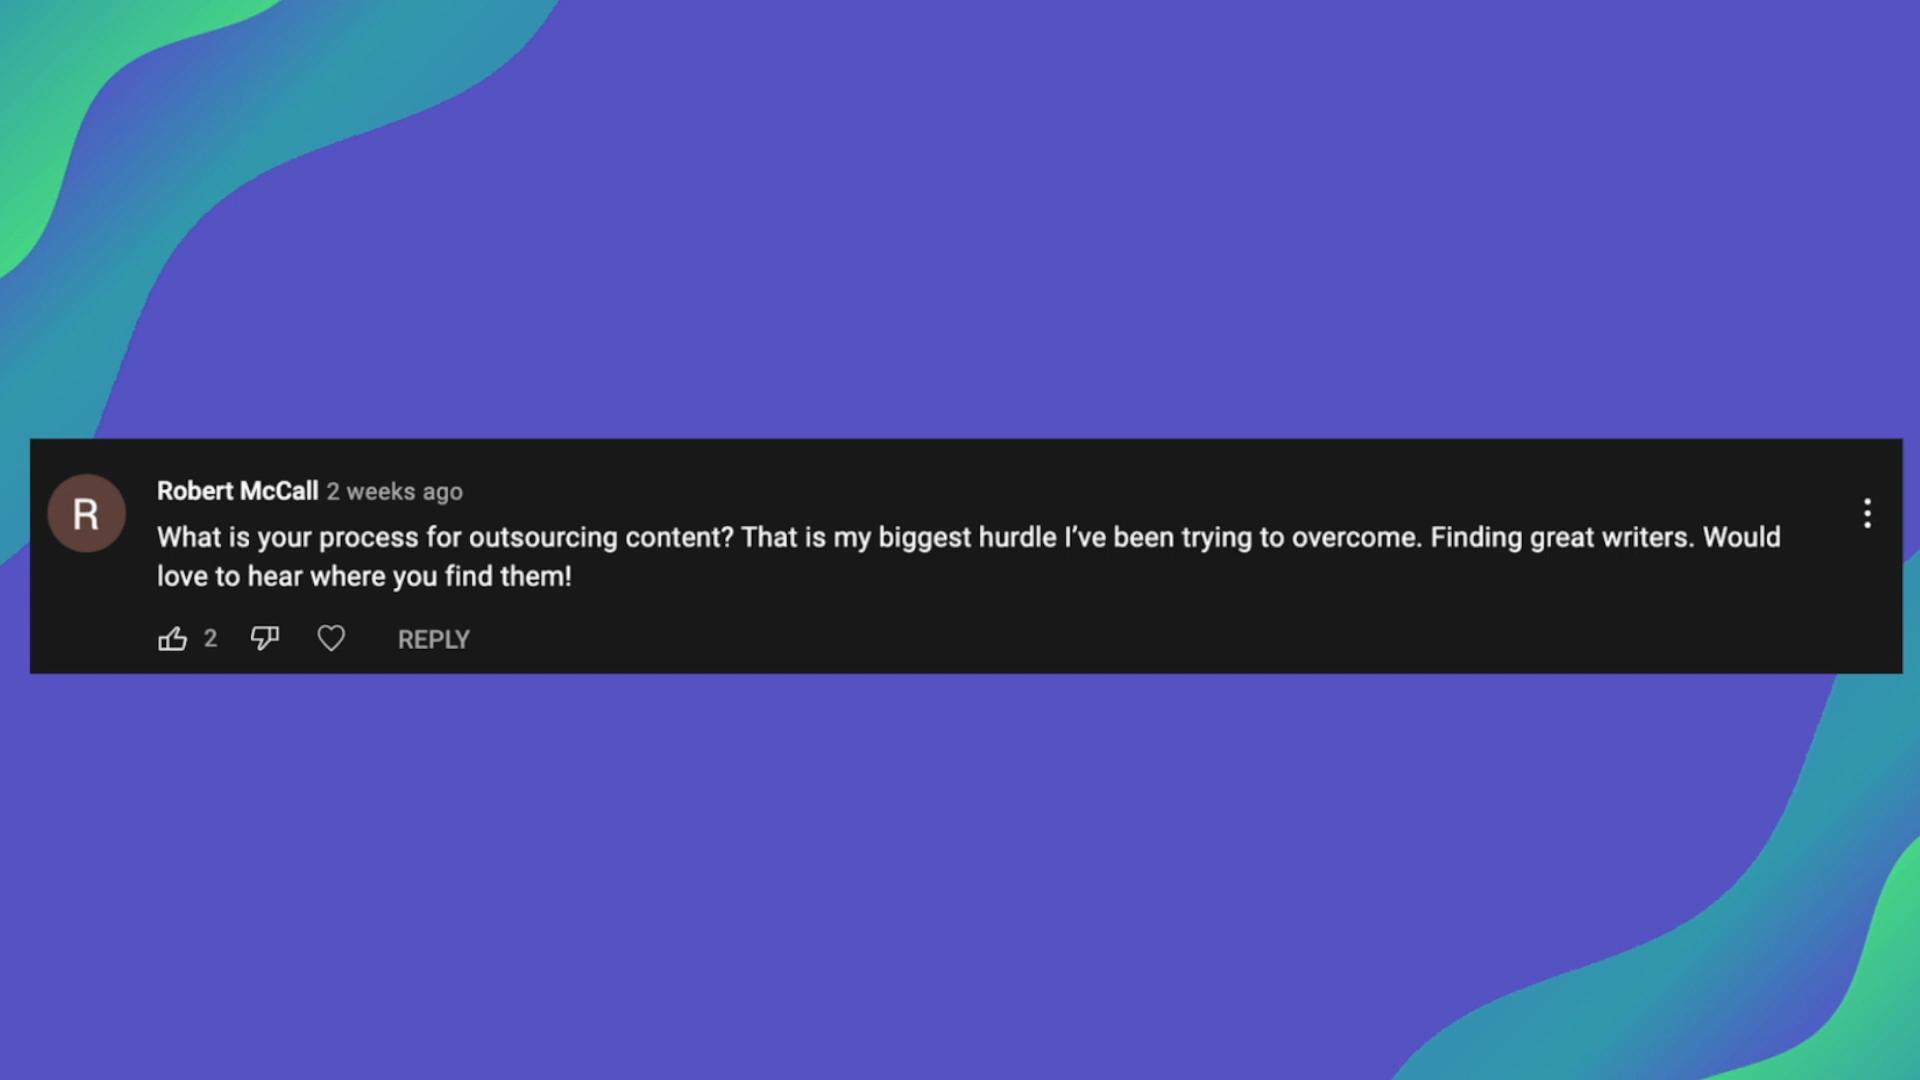 R
Robert McCall 2 weeks ago
What is your process for outsourcing content? That is my biggest hurdle I’ve been trying to overcome. Finding great writers. Would
love to hear where you find them!
2 REPLY